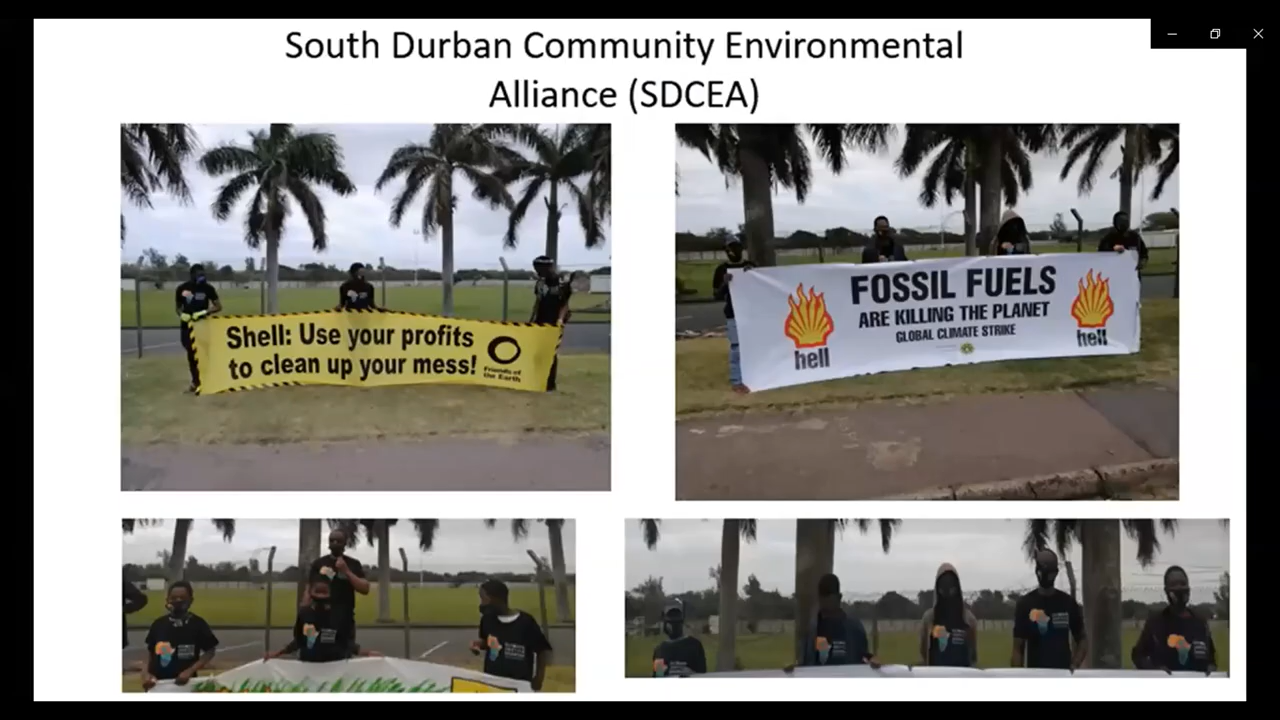 South Durban Community Environmental
Alliance (SDCEA)
Shell: Use your profits
to clean up your mess!
Friends of
the Earth
FOSSIL FUELS
ARE KILLING THE PLANET
GLOBAL CLIMATE STRIKE
hell
hell